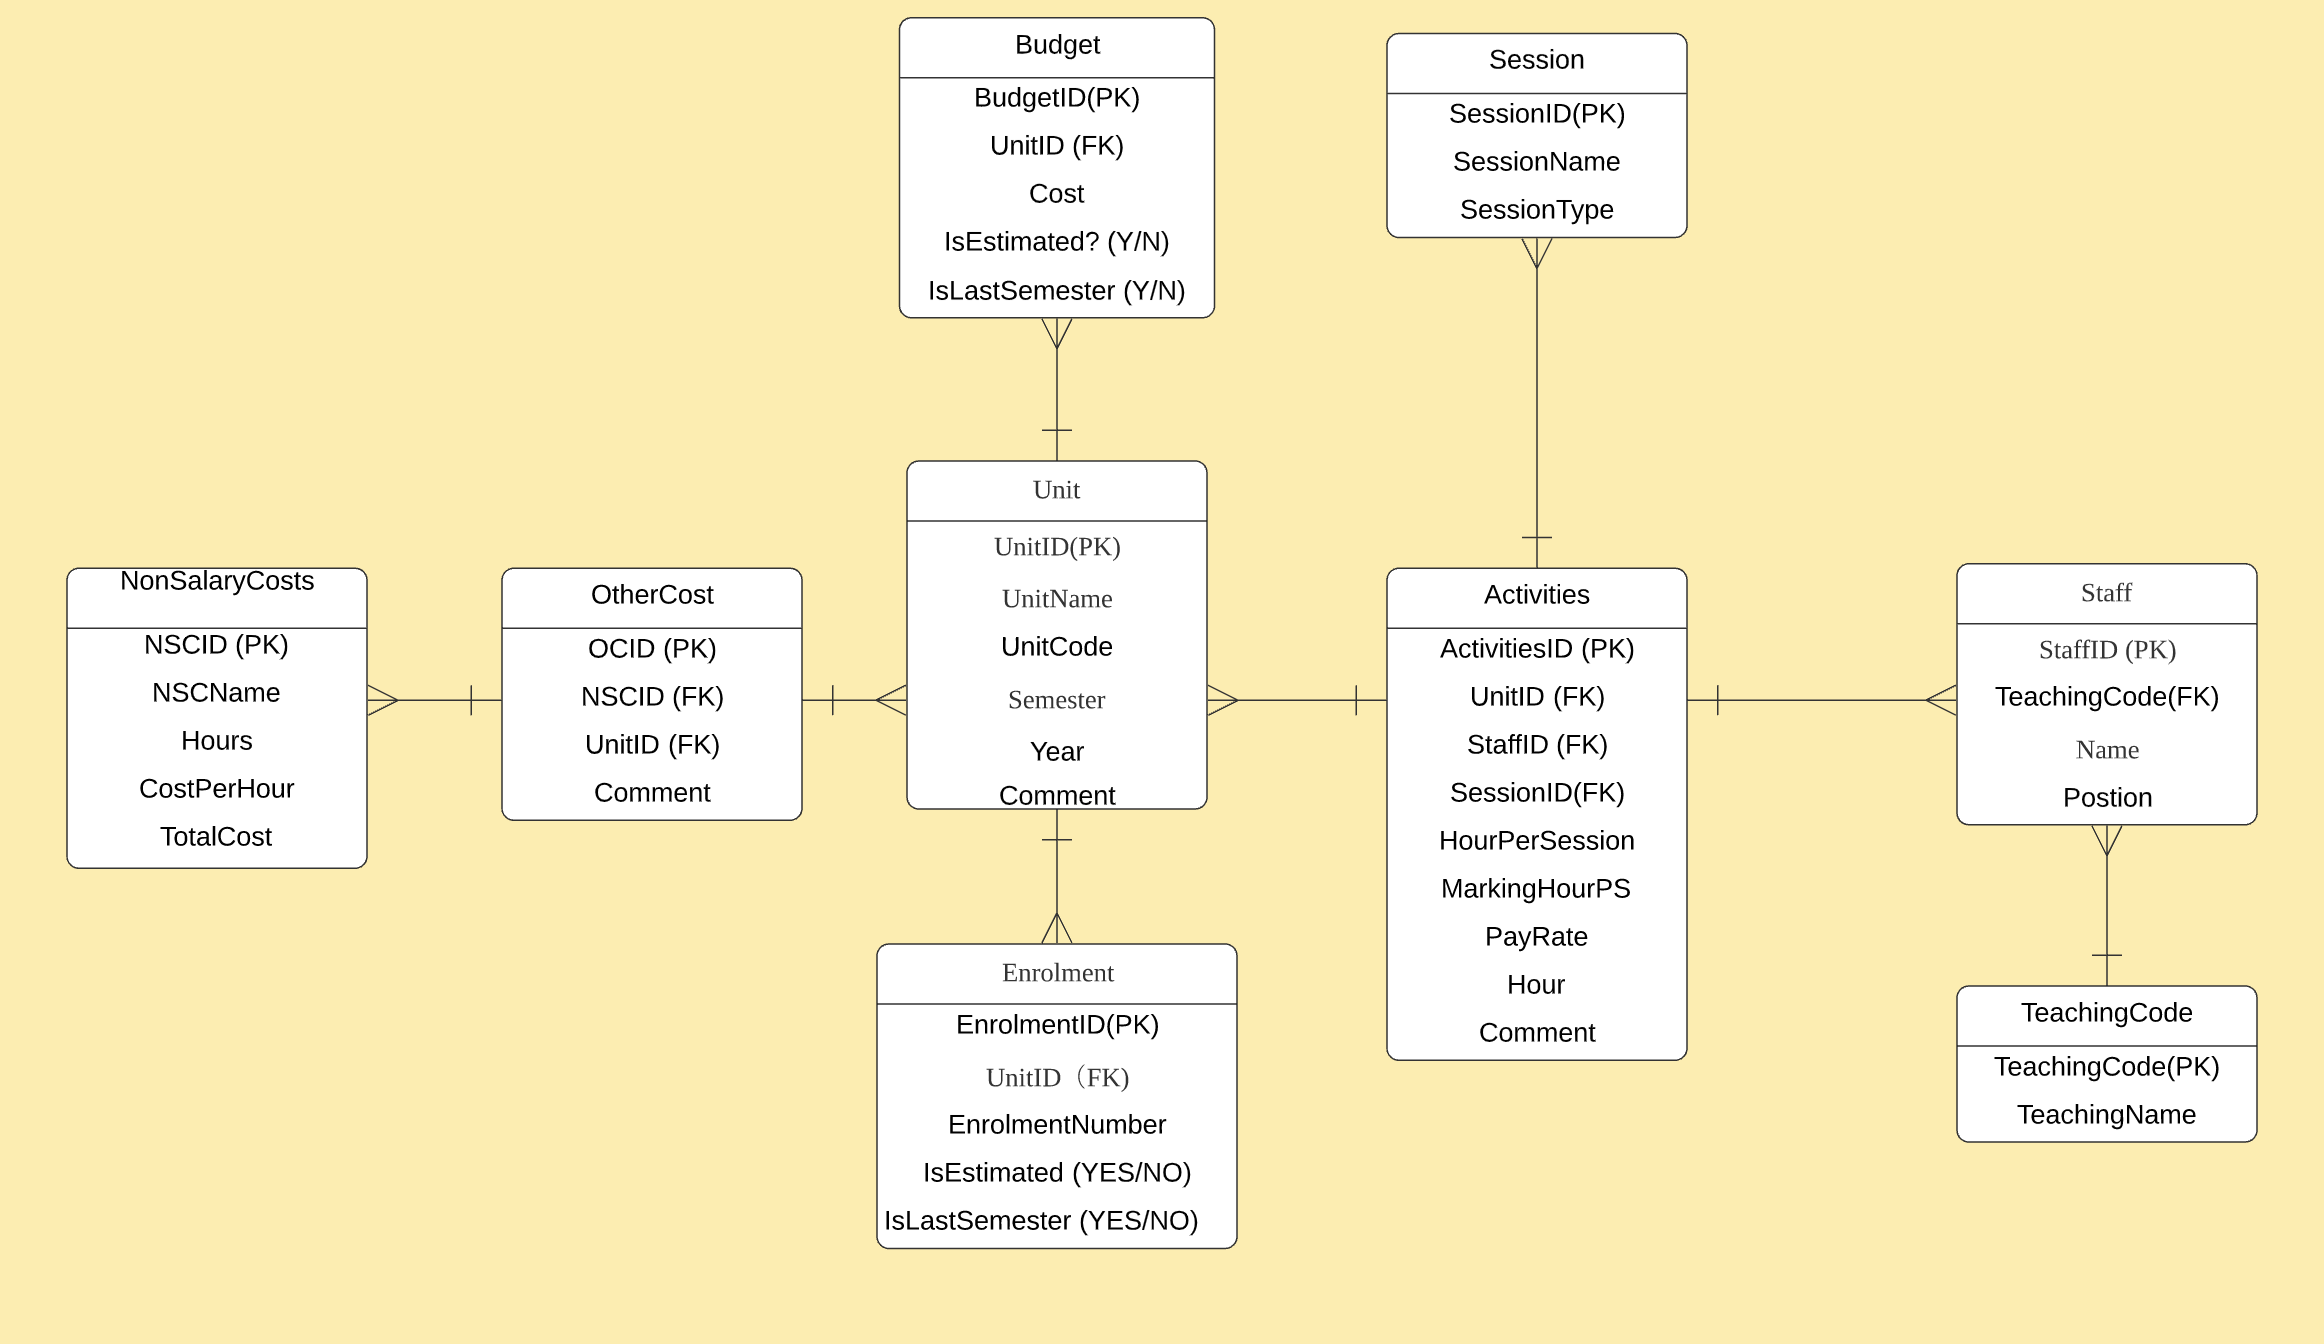 Budget
BudgetID(PK)
UnitID (FK)
Cost
IsEstimated? (Y/N)
IsLastSemester (Y/N)
Session
SessionID(PK)
SessionName
SessionType
NonSalaryCosts
NSCID (PK)
NSCName
Hours
CostPerHour
TotalCost
OtherCost
OCID (PK)
NSCID (FK)
UnitID (FK)
Comment
Unit
UnitID(PK)
UnitName
UnitCode
Semester
Year
Comment
Activities
ActivitiesID (PK)
UnitID (FK)
StaffID (FK)
SessionID(FK)
HourPerSession
MarkingHourPS
PayRate
Hour
Comment
Staff
StaffID (PK)
TeachingCode(FK)
Name
Postion
Enrolment
EnrolmentID(PK)
UnitID（FK)
EnrolmentNumber
IsEstimated (YES/NO)
IsLastSemester (YES/NO)
TeachingCode
TeachingCode(PK)
TeachingName